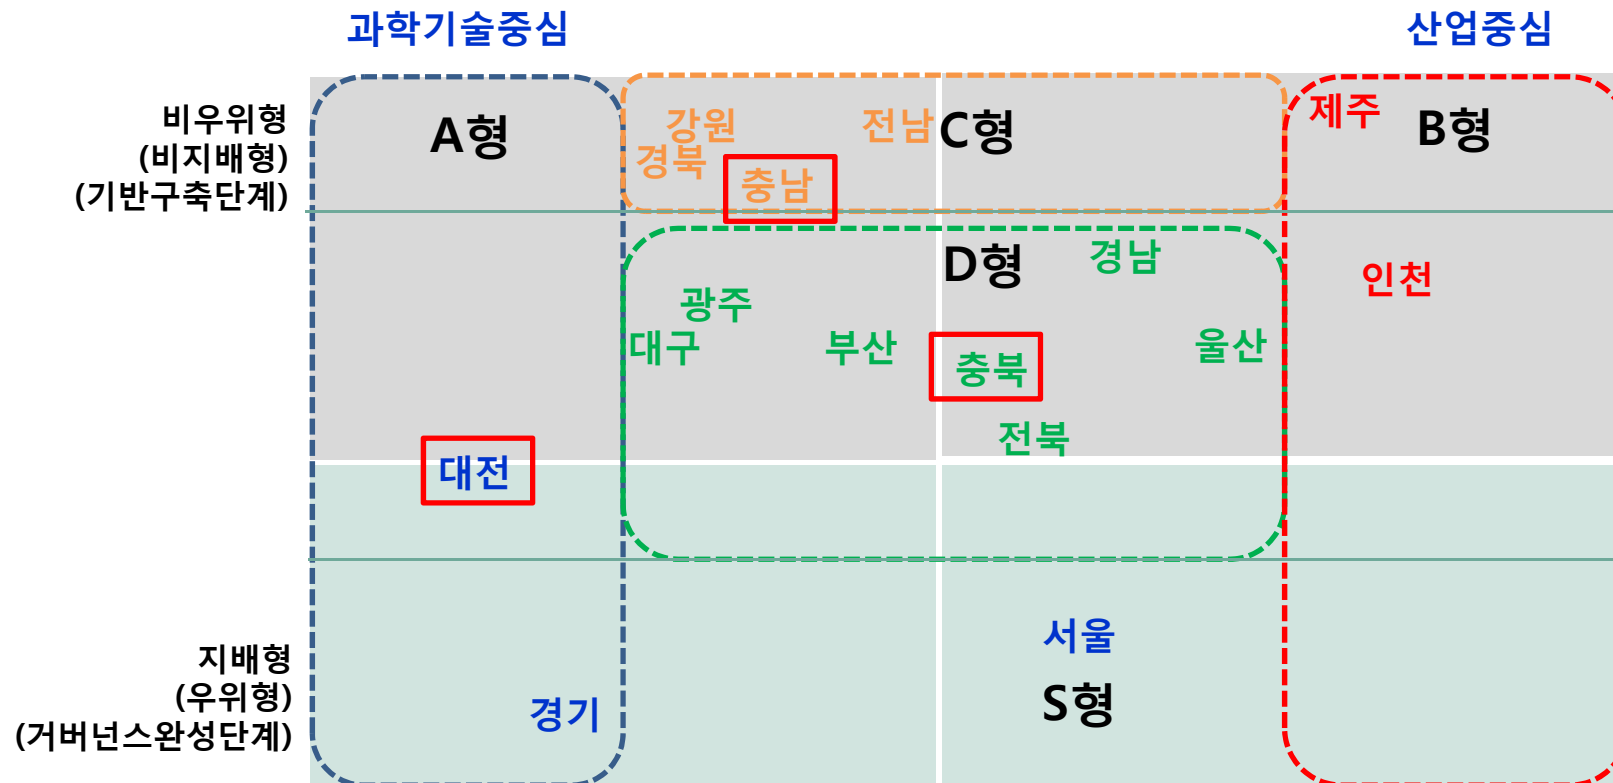 과학기술중심
산업중심
비우위형
(비지배형)
(기반구축단계)
A형
강원
경북
충남
전남
C형
제주
B형
D형
경남
인천
광주
대구
부산
충북
울산
전북
대전
서울
S형
지배형
(우위형)
(거버넌스완성단계)
경기